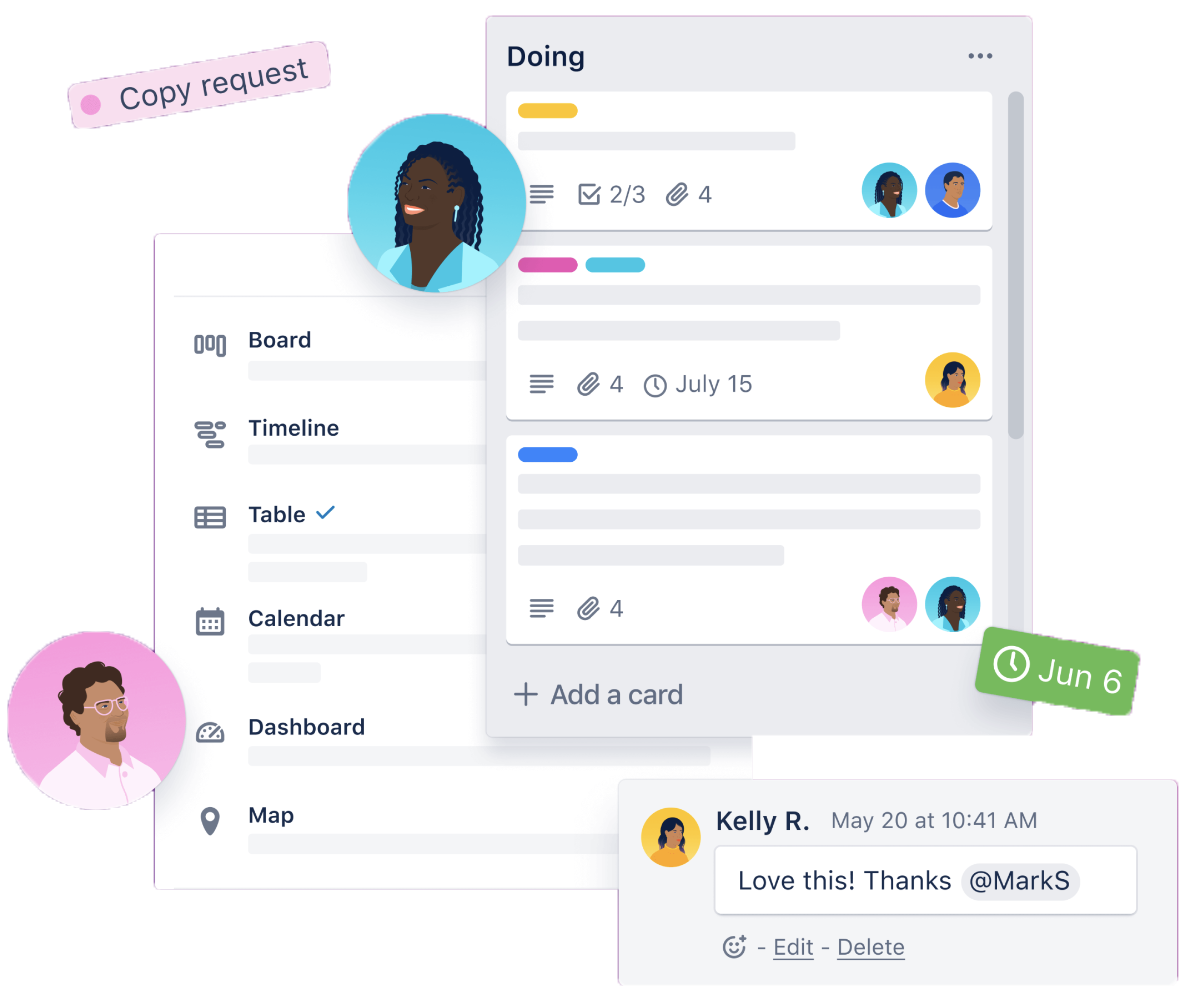 Copy request
Doing
2/3 4
4 July 15
4
Add a card
Jun 6
Board
Timeline
Table
Calendar
Dashboard
Map
Kelly R. May 20 at 10:41 AM
Love this! Thanks @MarkS
- Edit - Delete